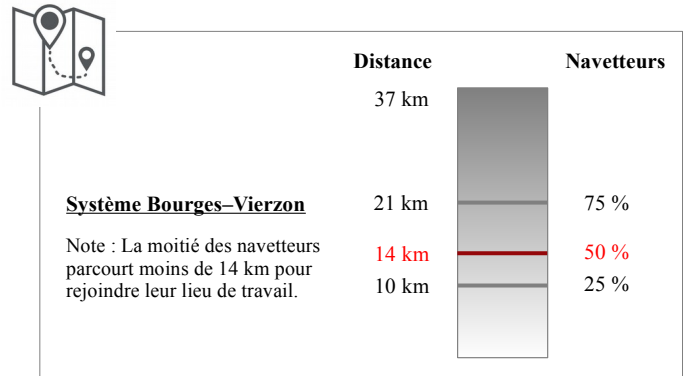 Distance Navetteurs
37 km
Système Bourges–Vierzon
21 km 75 %
Note : La moitié des navetteurs
parcourt moins de 14 km pour
rejoindre leur lieu de travail.
14 km 50 %
10 km 25 %